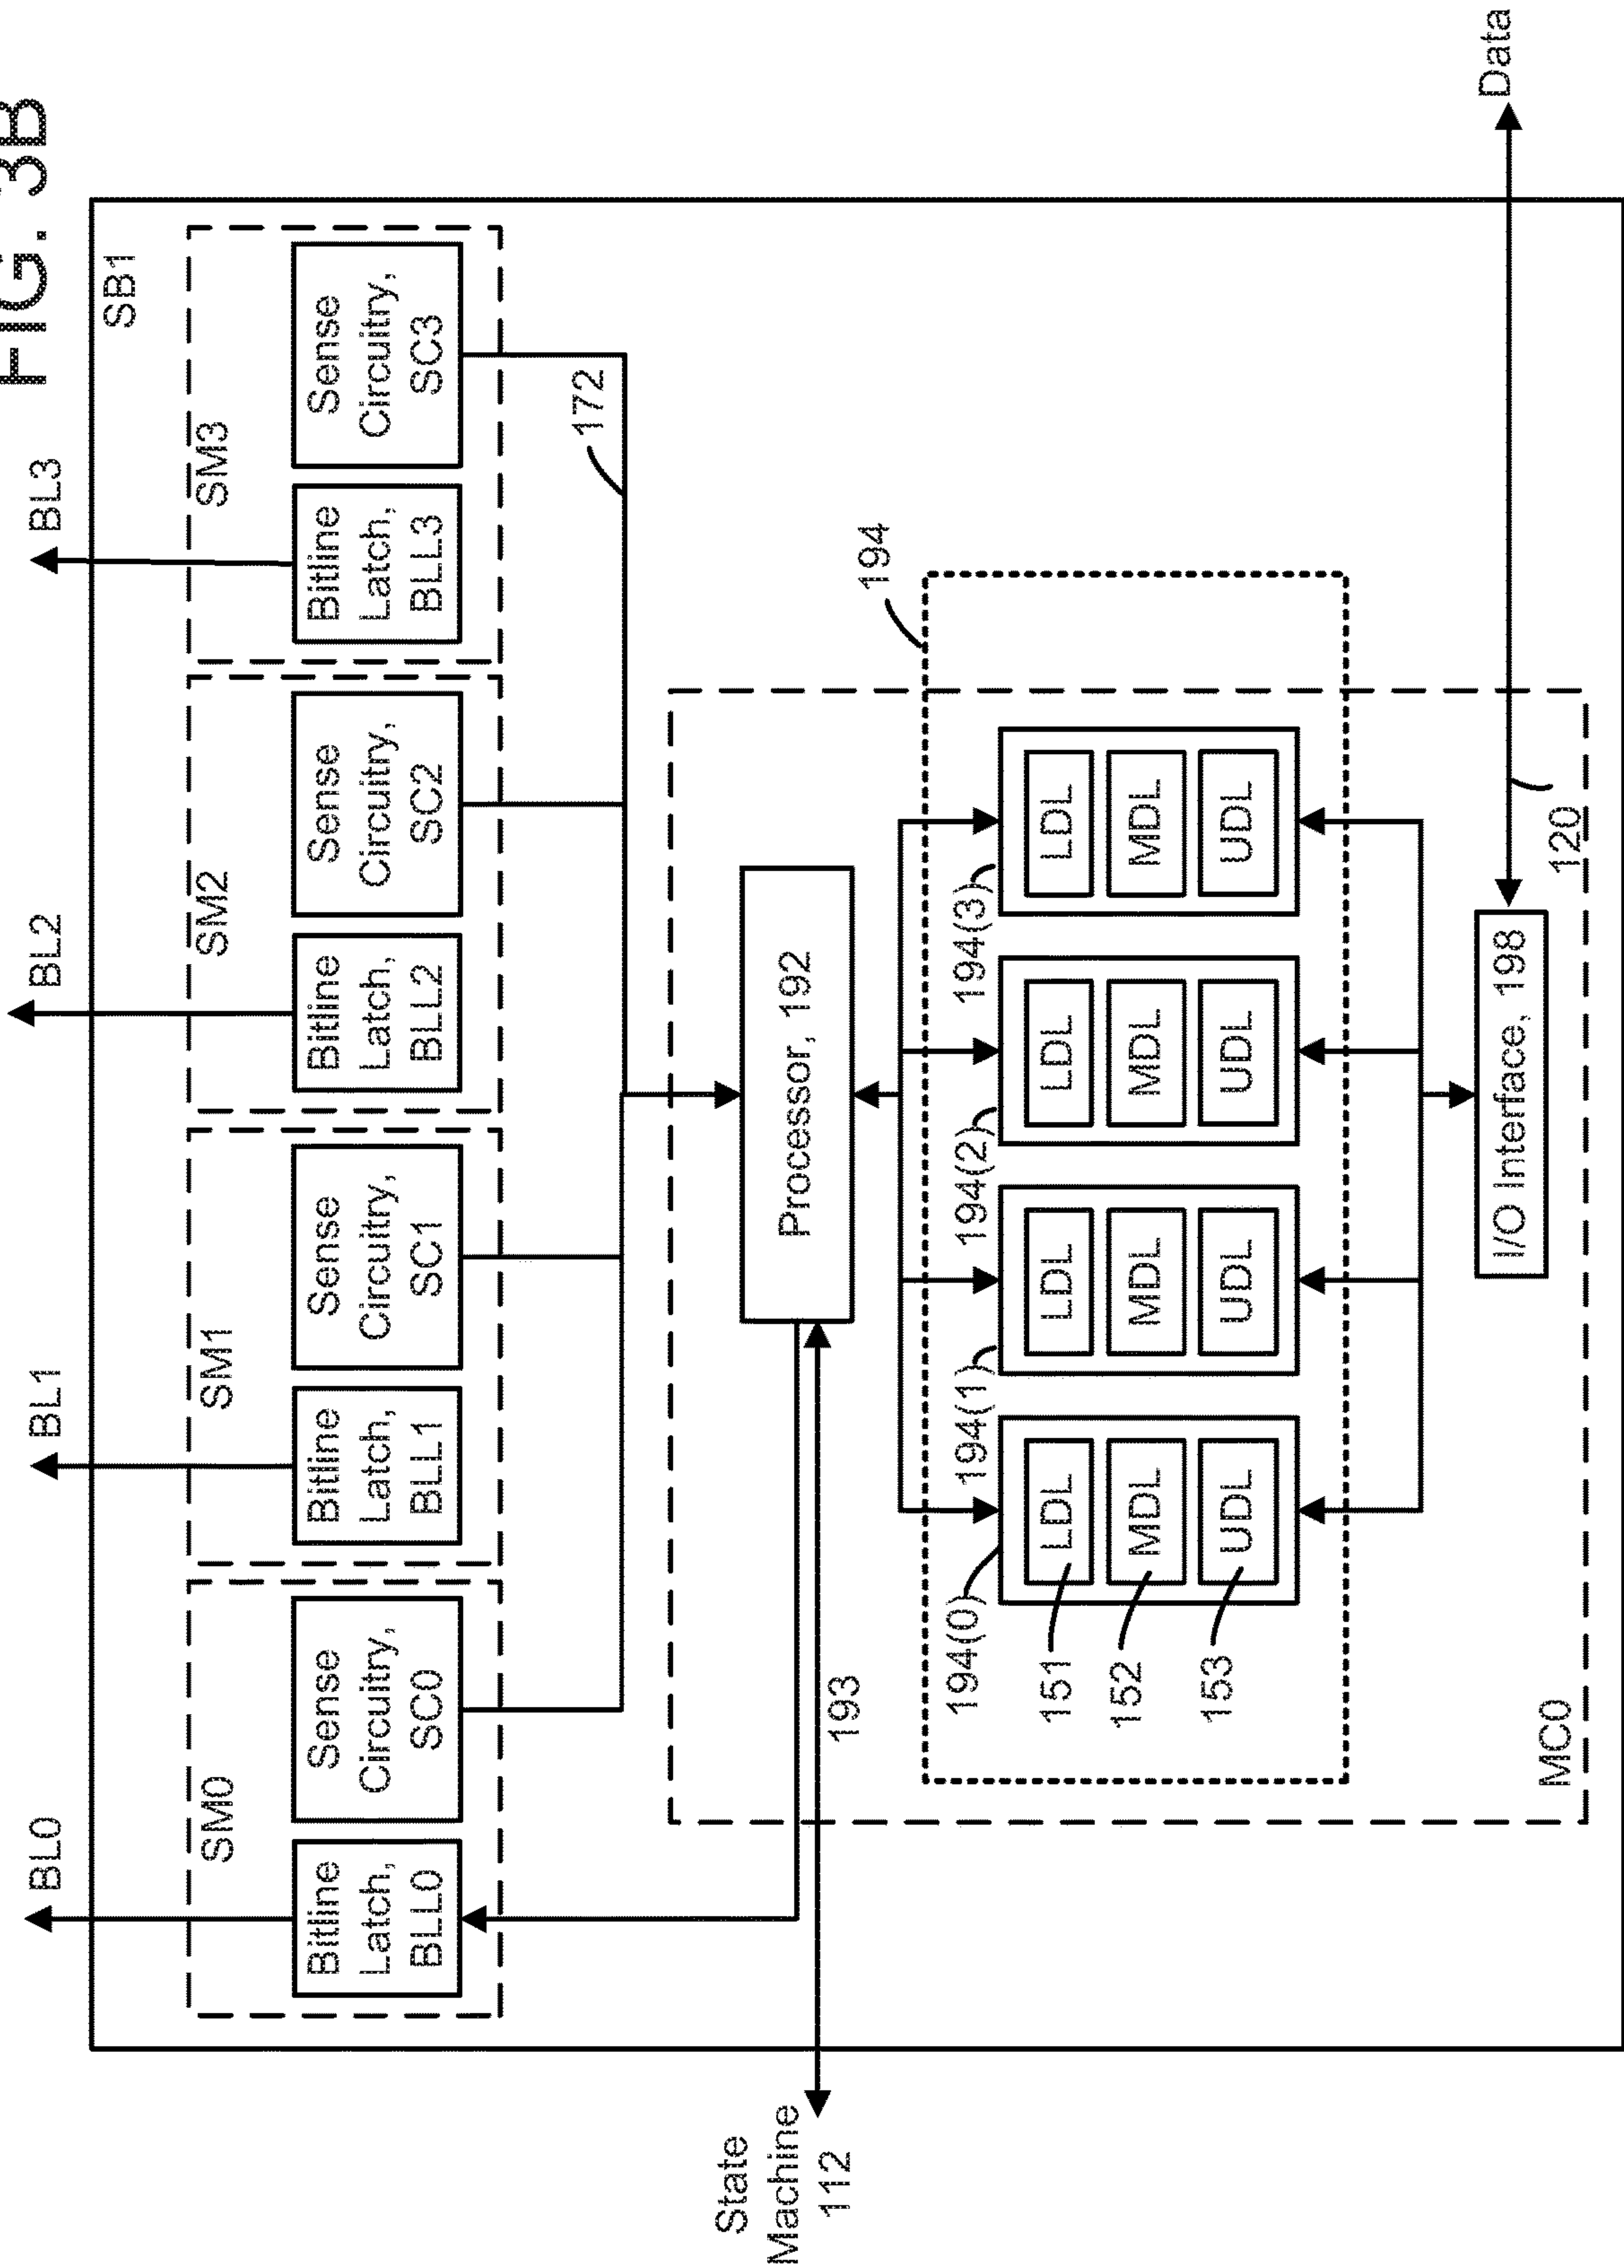 FIG. 3B
SB1
BL0
BL1
BL2
BL3
SM0
SM1
SM2
SM3
Bitline
Latch,
BLL0
Sense
Circuitry,
SC0
Bitline
Latch,
BLL1
Sense
Circuitry,
SC1
Bitline
Latch,
BLL2
Sense
Circuitry,
SC2
Bitline
Latch,
BLL3
Sense
Circuitry,
SC3
172
State
Machine
112
193
Processor, 192
194
194(0)
194(1)
194(2)
194(3)
151
LDL
LDL
LDL
LDL
152
MDL
MDL
MDL
MDL
153
UDL
UDL
UDL
UDL
MC0
I/O Interface, 198
120
Data